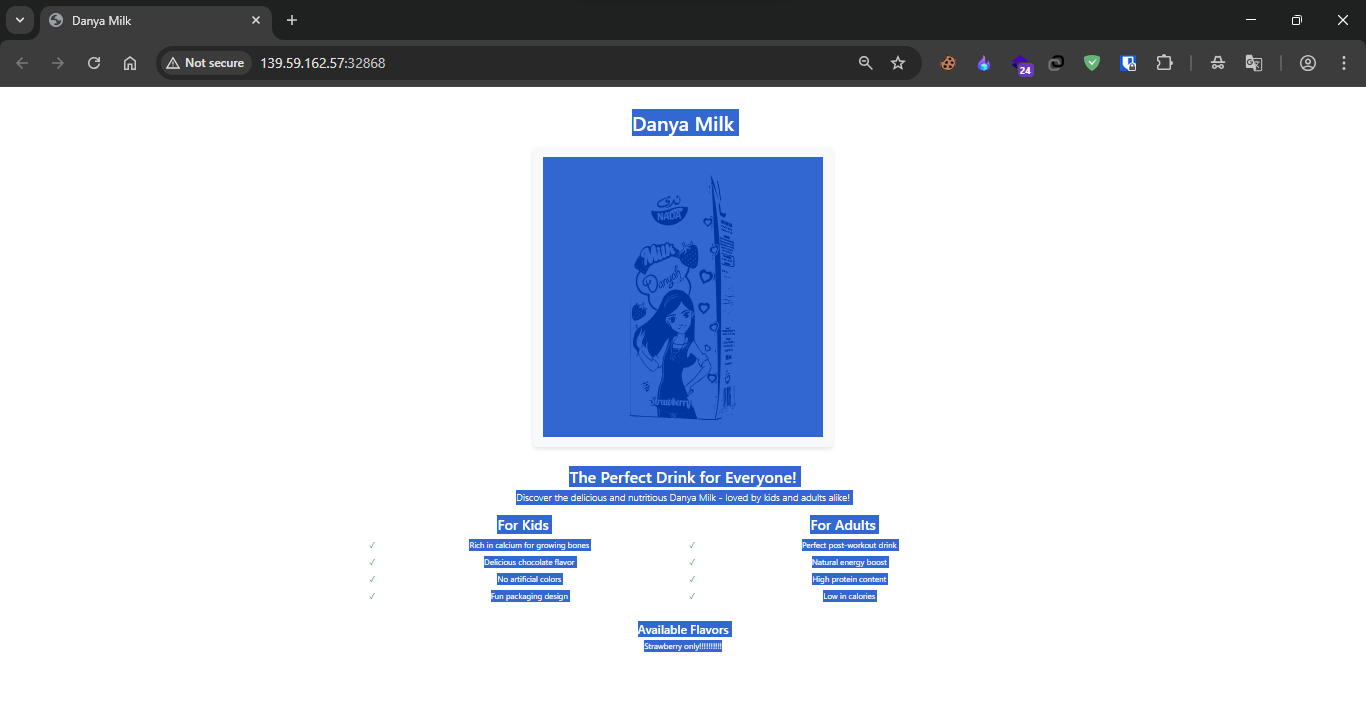 Danya Milk
24
Not secure
139.59.162.57:32868
Danya Milk
ندى
NADA
Milk
Danyah
Strawberry
The Perfect Drink for Everyone!
Discover the delicious and nutritious Danya Milk - loved by kids and adults alike!
For Kids
✓ Rich in calcium for growing bones
✓ Delicious chocolate flavor
✓ No artificial colors
✓ Fun packaging design
For Adults
✓ Perfect post-workout drink
✓ Natural energy boost
✓ High protein content
✓ Low in calories
Available Flavors
Strawberry only!!!!!!!!!!